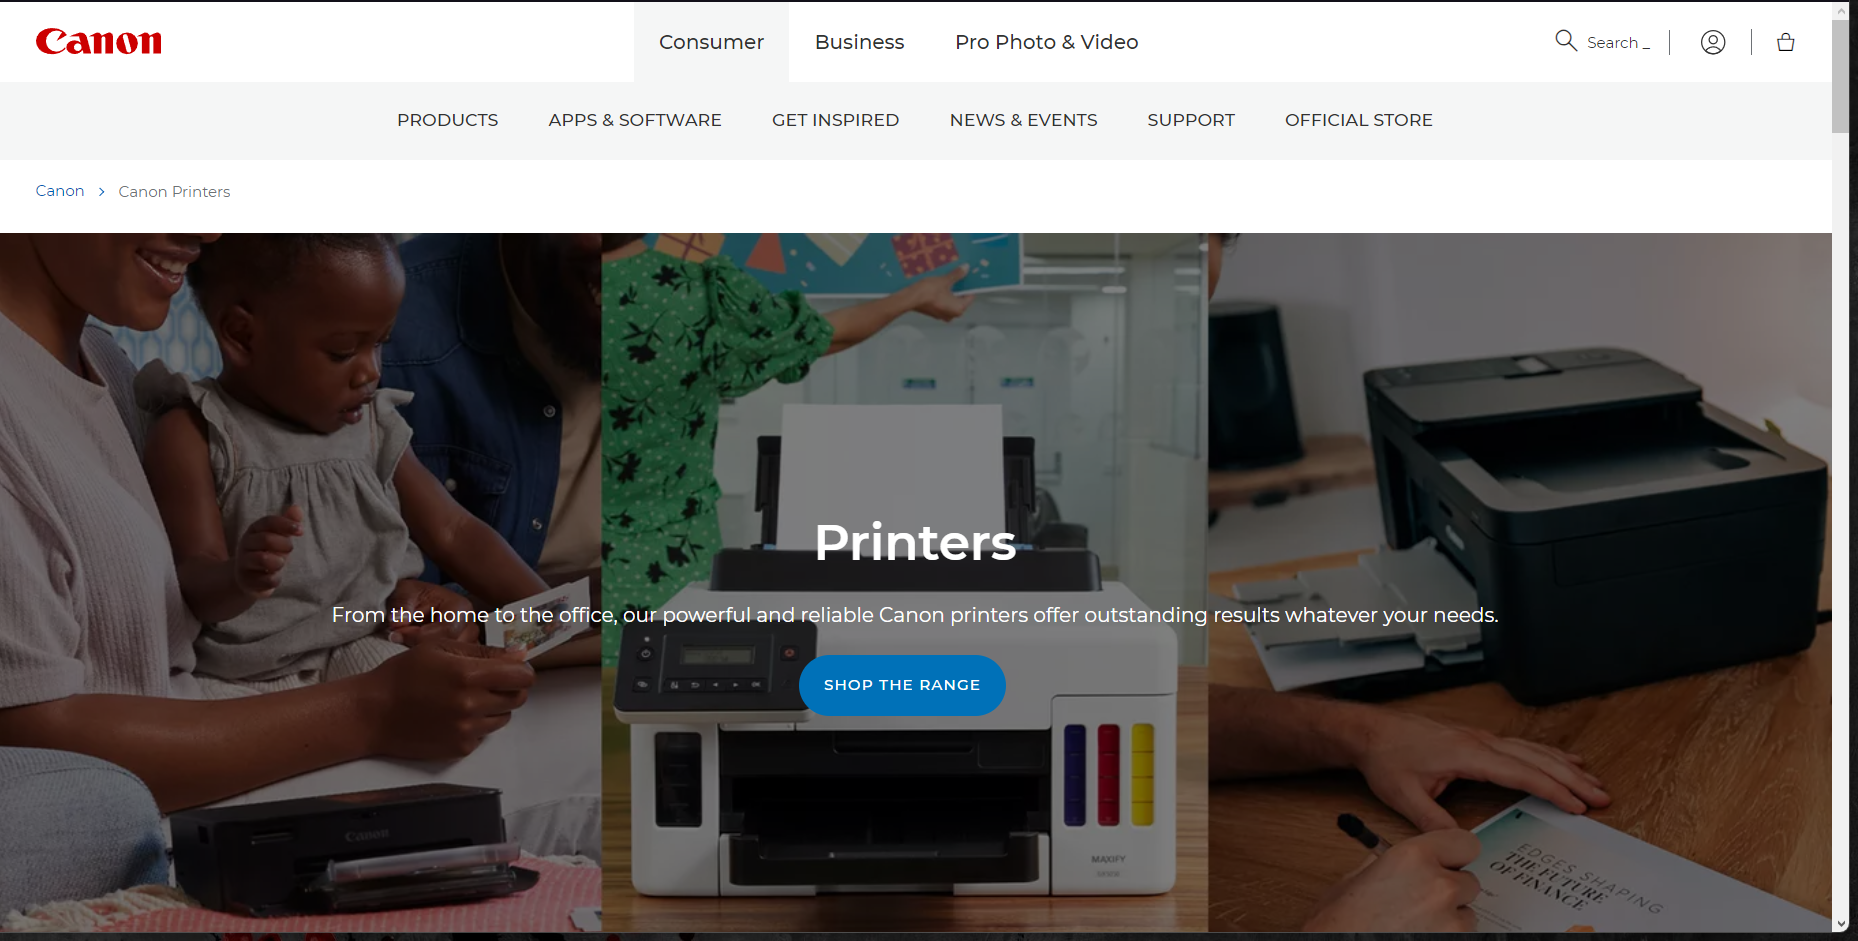 Canon
Consumer
Business
Pro Photo & Video
Search _
PRODUCTS
APPS & SOFTWARE
GET INSPIRED
NEWS & EVENTS
SUPPORT
OFFICIAL STORE
Canon > Canon Printers
Printers
From the home to the office, our powerful and reliable Canon printers offer outstanding results whatever your needs.
SHOP THE RANGE
Canon
MAXIFY
EDGES SHAPING
THE FUTURE
OF FINANCE